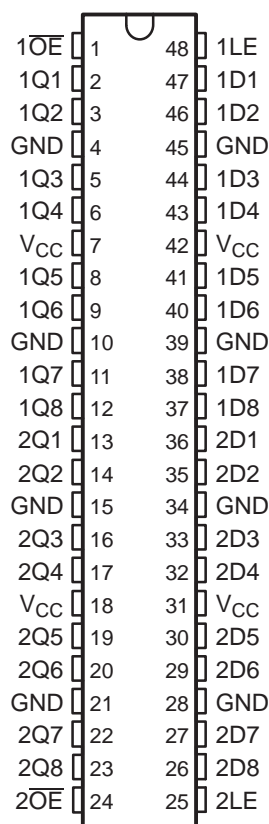 1O̅E̅ 1 48 1LE
1Q1 2 47 1D1
1Q2 3 46 1D2
GND 4 45 GND
1Q3 5 44 1D3
1Q4 6 43 1D4
VCC 7 42 VCC
1Q5 8 41 1D5
1Q6 9 40 1D6
GND 10 39 GND
1Q7 11 38 1D7
1Q8 12 37 1D8
2Q1 13 36 2D1
2Q2 14 35 2D2
GND 15 34 GND
2Q3 16 33 2D3
2Q4 17 32 2D4
VCC 18 31 VCC
2Q5 19 30 2D5
2Q6 20 29 2D6
GND 21 28 GND
2Q7 22 27 2D7
2Q8 23 26 2D8
2O̅E̅ 24 25 2LE